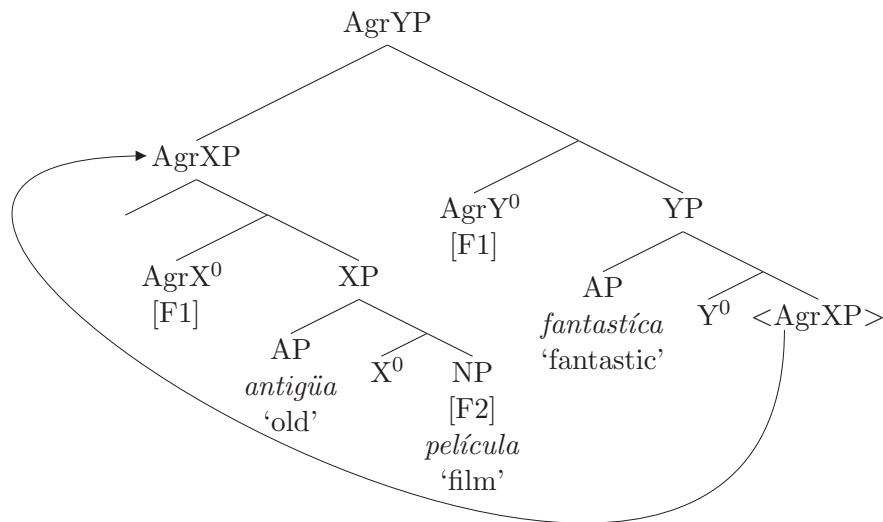 AgrYP
AgrXP
AgrY⁰ YP
[F1]
AgrX⁰ XP AP Y⁰ <AgrXP>
[F1] fantastíca
‘fantastic’
AP X⁰ NP
antigüa [F2]
‘old’ película
‘film’